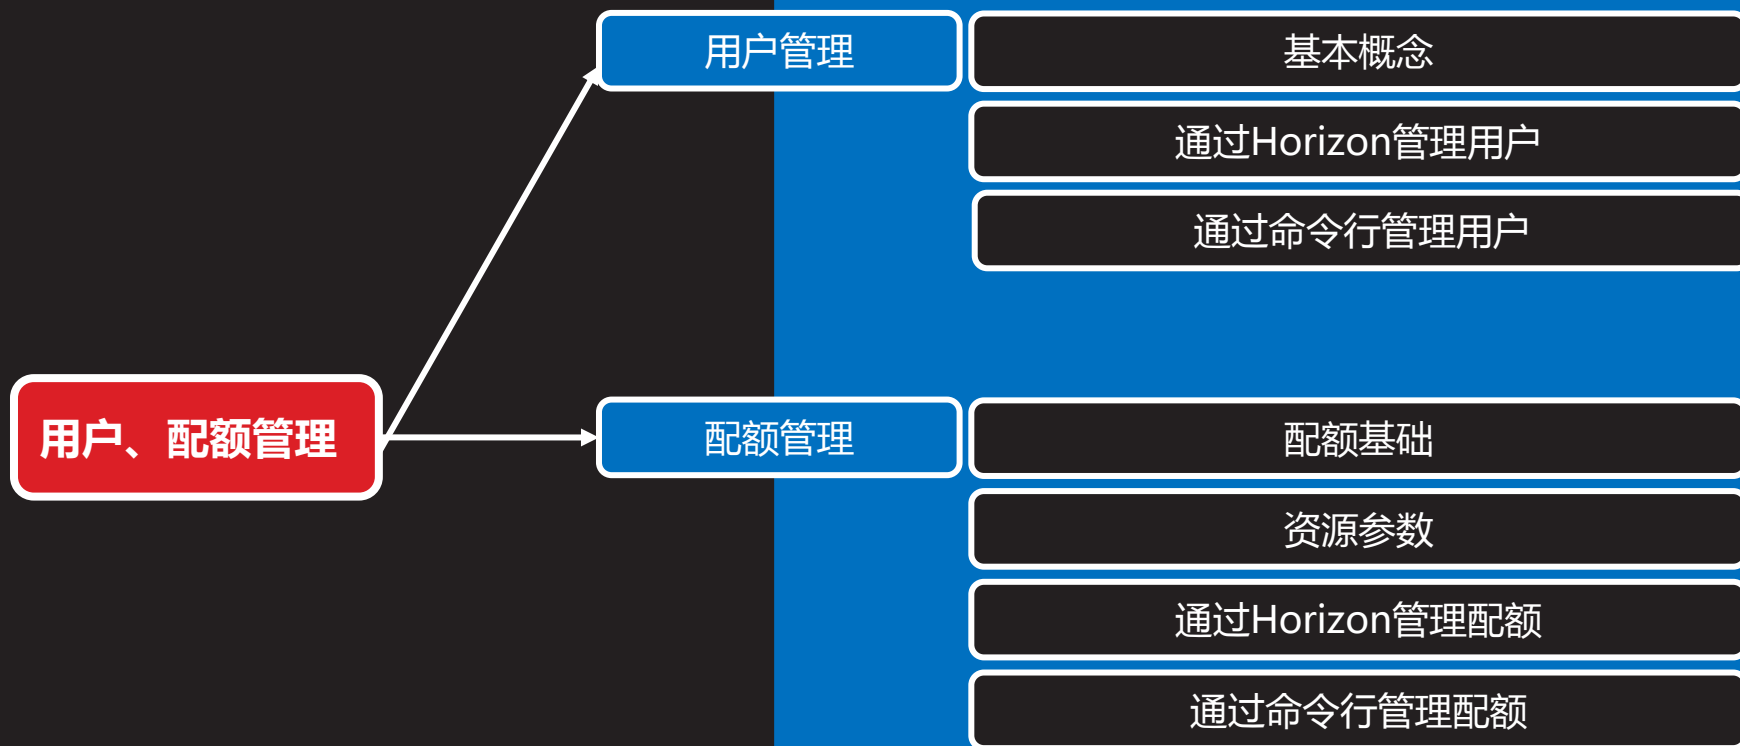 用户、配额管理
用户管理
基本概念
通过Horizon管理用户
通过命令行管理用户
配额管理
配额基础
资源参数
通过Horizon管理配额
通过命令行管理配额